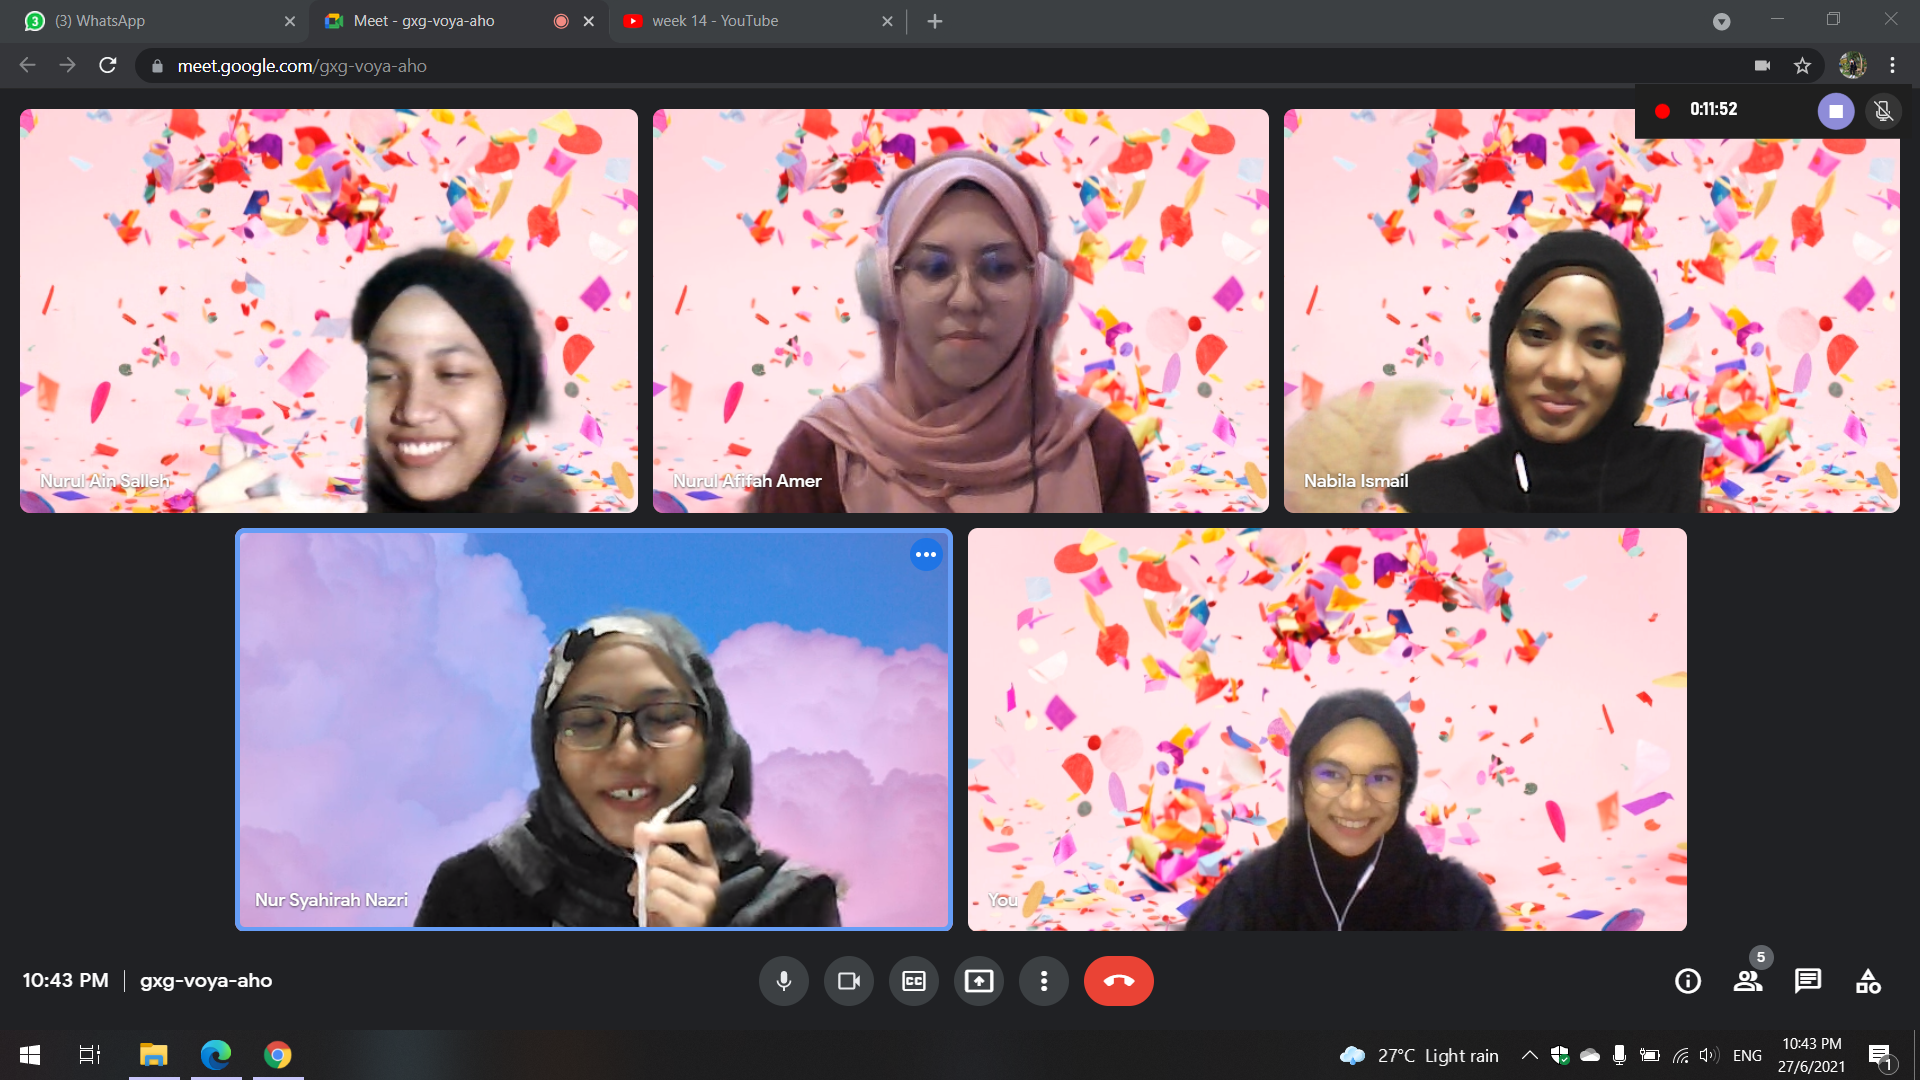 3 (3) WhatsApp
Meet - gxg-voya-aho
week 14 - YouTube
meet.google.com/gxg-voya-aho
0:11:52
Nurul Ain Salleh
Nurul Afifah Amer
Nabila Ismail
Nur Syahirah Nazri
You
10:43 PM | gxg-voya-aho
CC
5
27°C Light rain
ENG
10:43 PM
27/6/2021
1